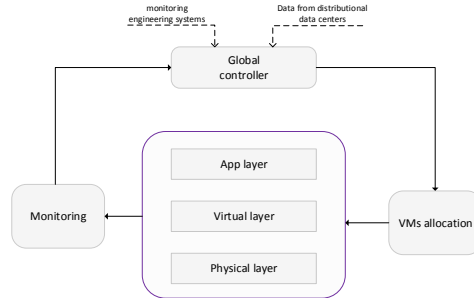 monitoring
engineering systems
Data from distributional
data centers
Global
controller
App layer
Monitoring
Virtual layer
VMs allocation
Physical layer